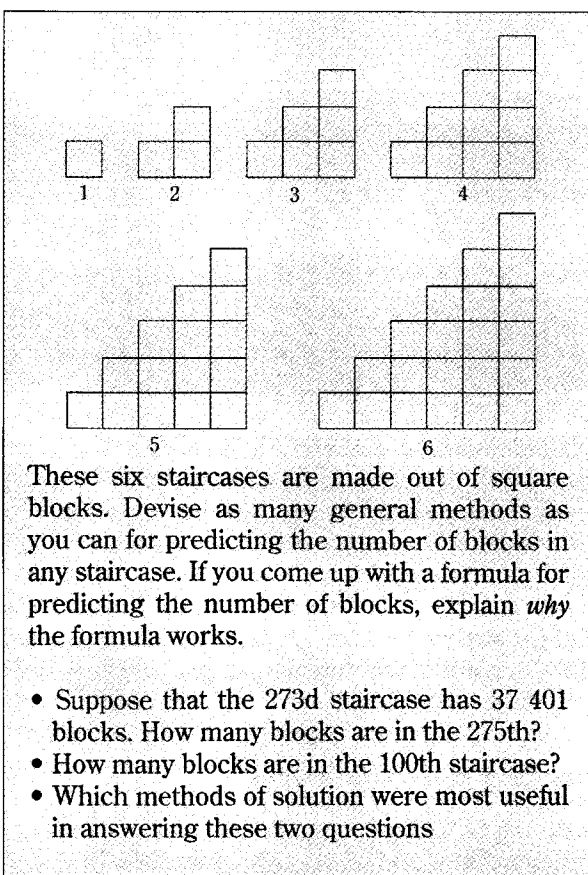 1 2 3 4
5 6
These six staircases are made out of square
blocks. Devise as many general methods as
you can for predicting the number of blocks in
any staircase. If you come up with a formula for
predicting the number of blocks, explain why
the formula works.
• Suppose that the 273d staircase has 37 401
blocks. How many blocks are in the 275th?
• How many blocks are in the 100th staircase?
• Which methods of solution were most useful
in answering these two questions